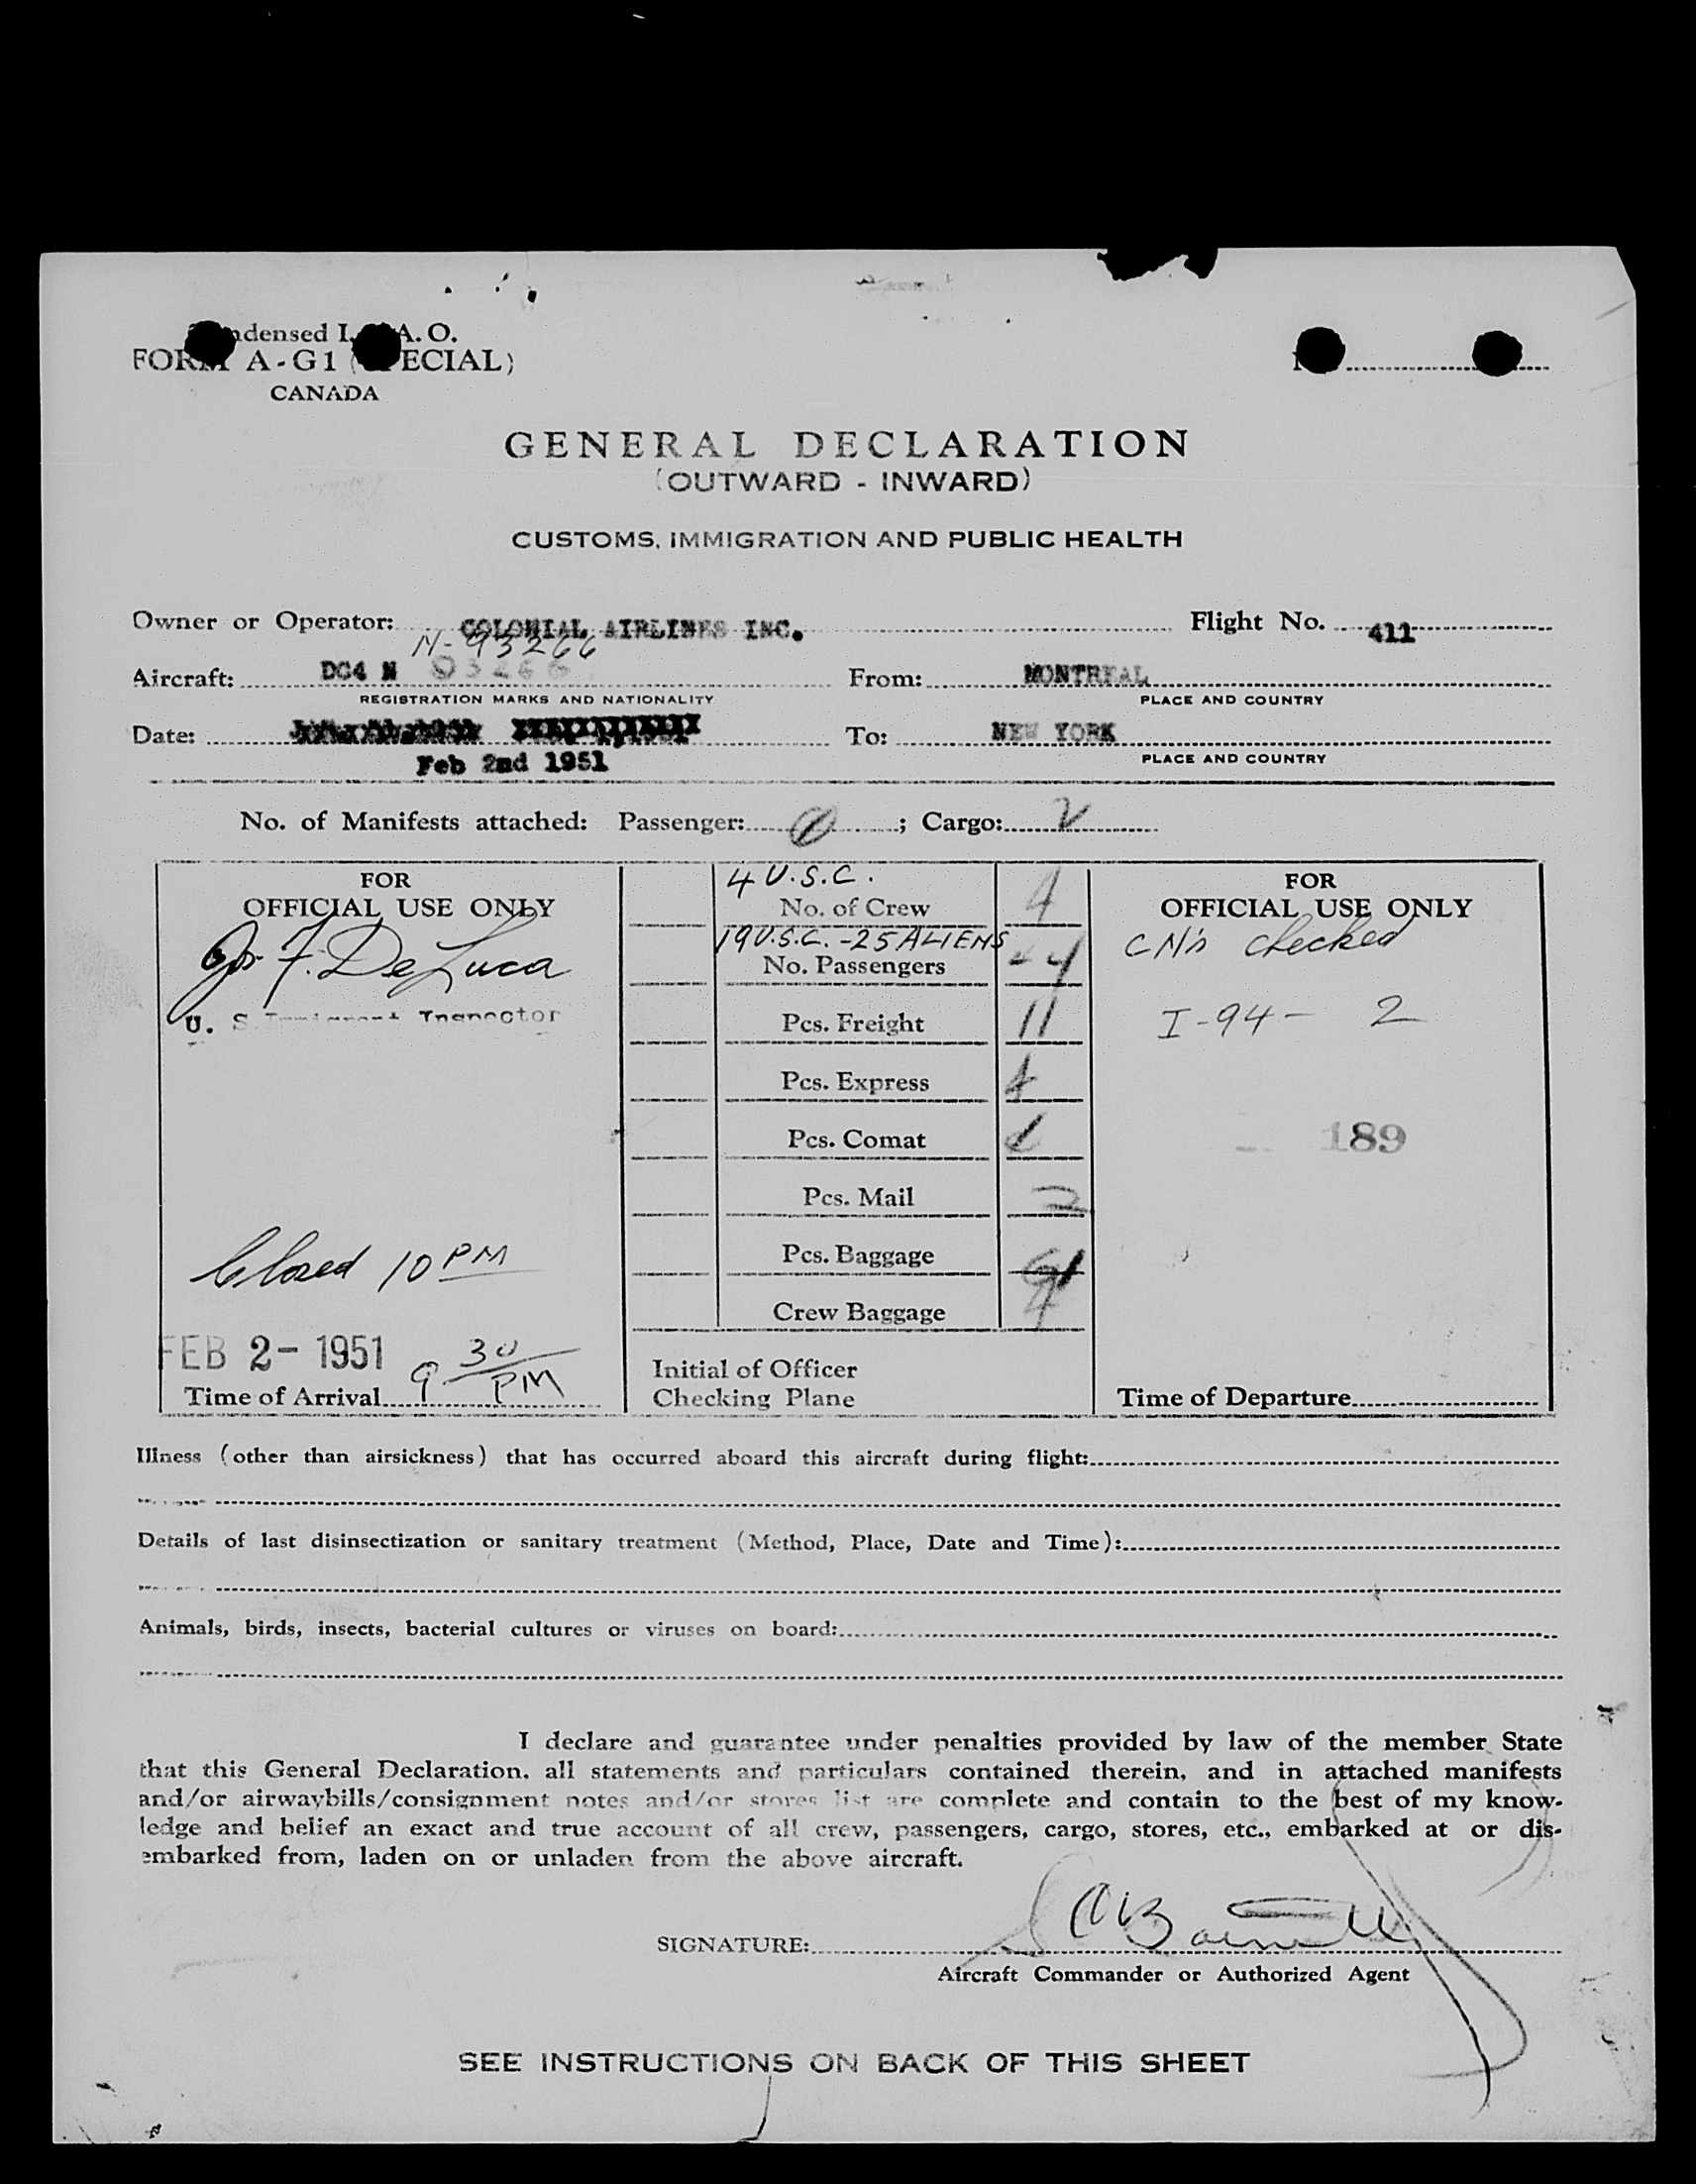 ndensed I. A. O.
FORM A-G1 ( ECIAL)
CANADA
GENERAL DECLARATION
(OUTWARD - INWARD)
CUSTOMS, IMMIGRATION AND PUBLIC HEALTH
Owner or Operator: COLONIAL AIRLINES INC. Flight No. 411
N-93266
Aircraft: DC4 N 93266 From: MONTREAL
REGISTRATION MARKS AND NATIONALITY PLACE AND COUNTRY
Date: To: NEW YORK
Feb 2nd 1951 PLACE AND COUNTRY
No. of Manifests attached: Passenger: ; Cargo: 2
FOR
OFFICIAL USE ONLY
Jos. F. DeLuca
U. S. Immigrant Inspector
Closed 10 PM
FEB 2- 1951 9 30 PM
Time of Arrival
4 U.S.C.
No. of Crew 4
19 U.S.C. -25 ALIENS
No. Passengers 44
Pcs. Freight 11
Pcs. Express
Pcs. Comat
Pcs. Mail 2
Pcs. Baggage
Crew Baggage
Initial of Officer
Checking Plane
FOR
OFFICIAL USE ONLY
checked
I-94- 2
189
Time of Departure
Illness (other than airsickness) that has occurred aboard this aircraft during flight:
Details of last disinsectization or sanitary treatment (Method, Place, Date and Time):
Animals, birds, insects, bacterial cultures or viruses on board:
I declare and guarantee under penalties provided by law of the member State
that this General Declaration, all statements and particulars contained therein, and in attached manifests
and/or airwaybills/consignment notes and/or stores list are complete and contain to the best of my know-
ledge and belief an exact and true account of all crew, passengers, cargo, stores, etc., embarked at or dis-
embarked from, laden on or unladen from the above aircraft.
SIGNATURE:
Aircraft Commander or Authorized Agent
SEE INSTRUCTIONS ON BACK OF THIS SHEET